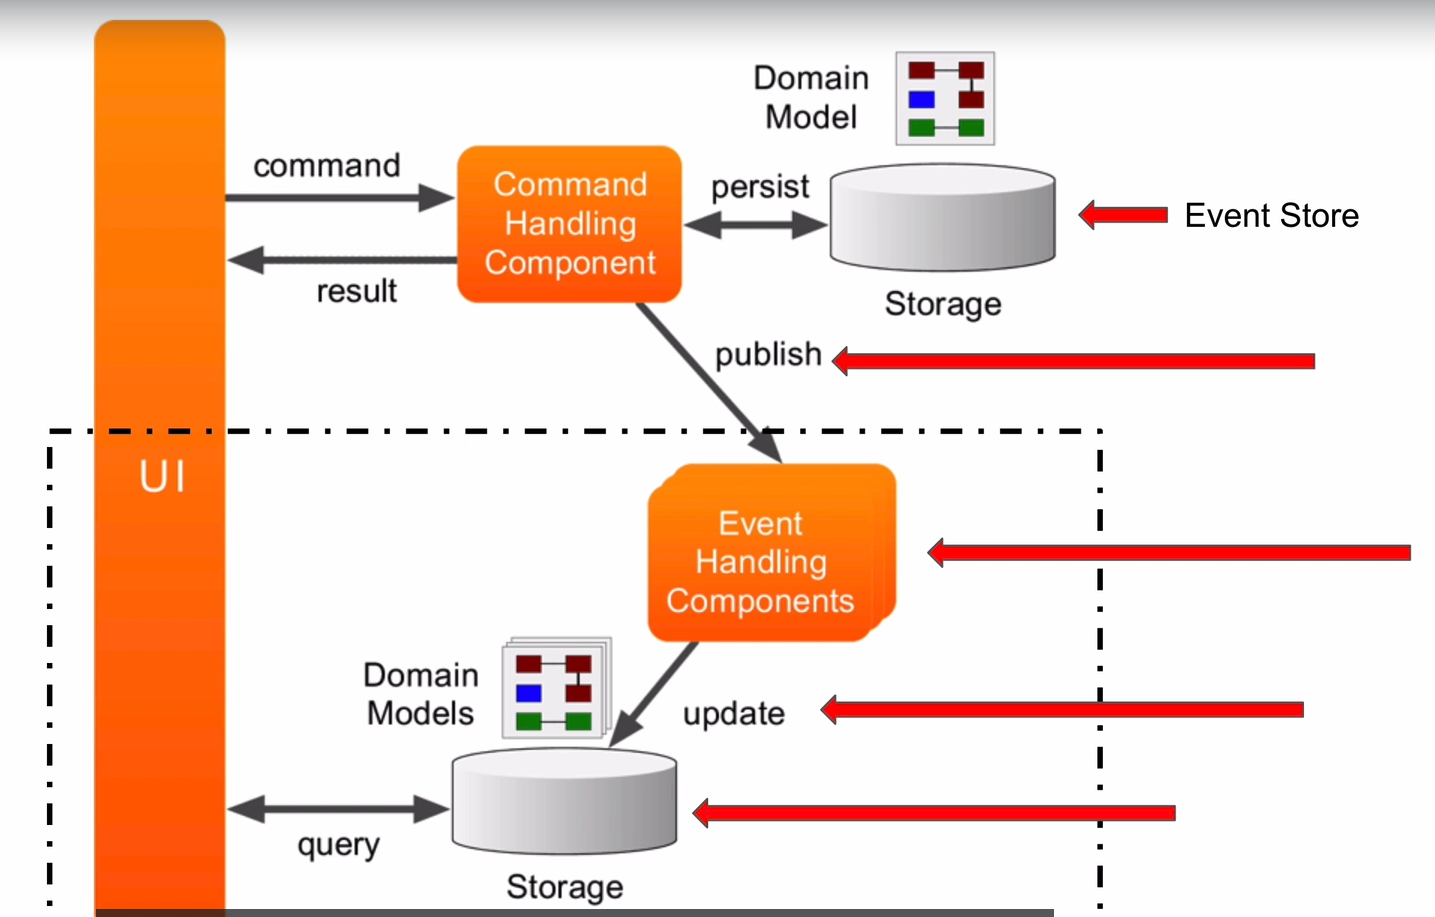 Domain
Model
command
Command
Handling
Component
persist
Event Store
result
Storage
publish
UI
Event
Handling
Components
Domain
Models
update
query
Storage